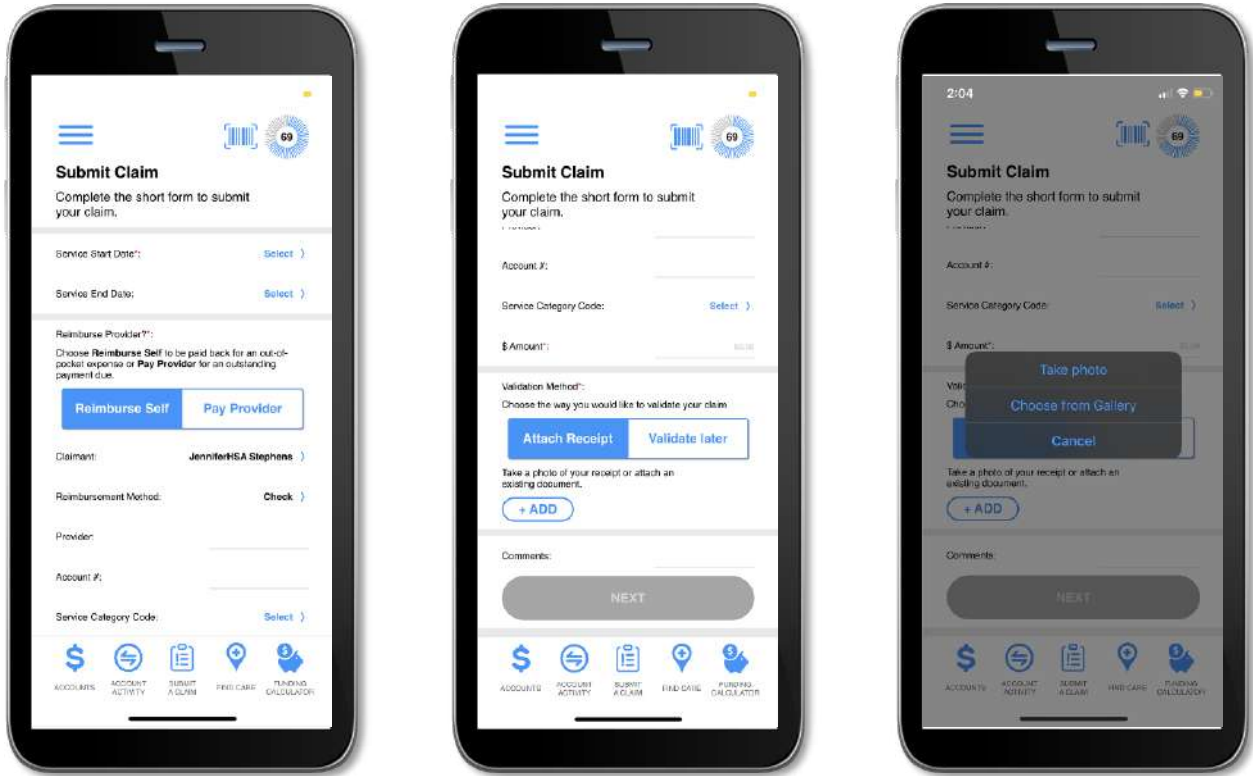 69
Submit Claim
Complete the short form to submit
your claim.
Service Start Date*:
Select
Service End Date:
Select
Reimburse Provider?*:
Choose Reimburse Self to be paid back for an out-of-
pocket expense or Pay Provider for an outstanding
payment due.
Reimburse Self
Pay Provider
Claimant:
JenniferHSA Stephens
Reimbursement Method:
Check
Provider:
Account #:
Service Category Code:
Select
ACCOUNTS
ACCOUNT
ACTIVITY
SUBMIT
A CLAIM
FIND CARE
FUNDING
CALCULATOR
69
Submit Claim
Complete the short form to submit
your claim.
Account #:
Service Category Code:
Select
$ Amount*:
Validation Method*:
Choose the way you would like to validate your claim
Attach Receipt
Validate later
Take a photo of your receipt or attach an
existing document.
+ ADD
Comments:
NEXT
ACCOUNTS
ACCOUNT
ACTIVITY
SUBMIT
A CLAIM
FIND CARE
FUNDING
CALCULATOR
2:04
69
Submit Claim
Complete the short form to submit
your claim.
Account #:
Service Category Code:
Select
$ Amount*:
Take photo
Choose from Gallery
Cancel
Take a photo of your receipt or attach an
existing document.
+ ADD
Comments:
NEXT
ACCOUNTS
ACCOUNT
ACTIVITY
SUBMIT
A CLAIM
FIND CARE
FUNDING
CALCULATOR